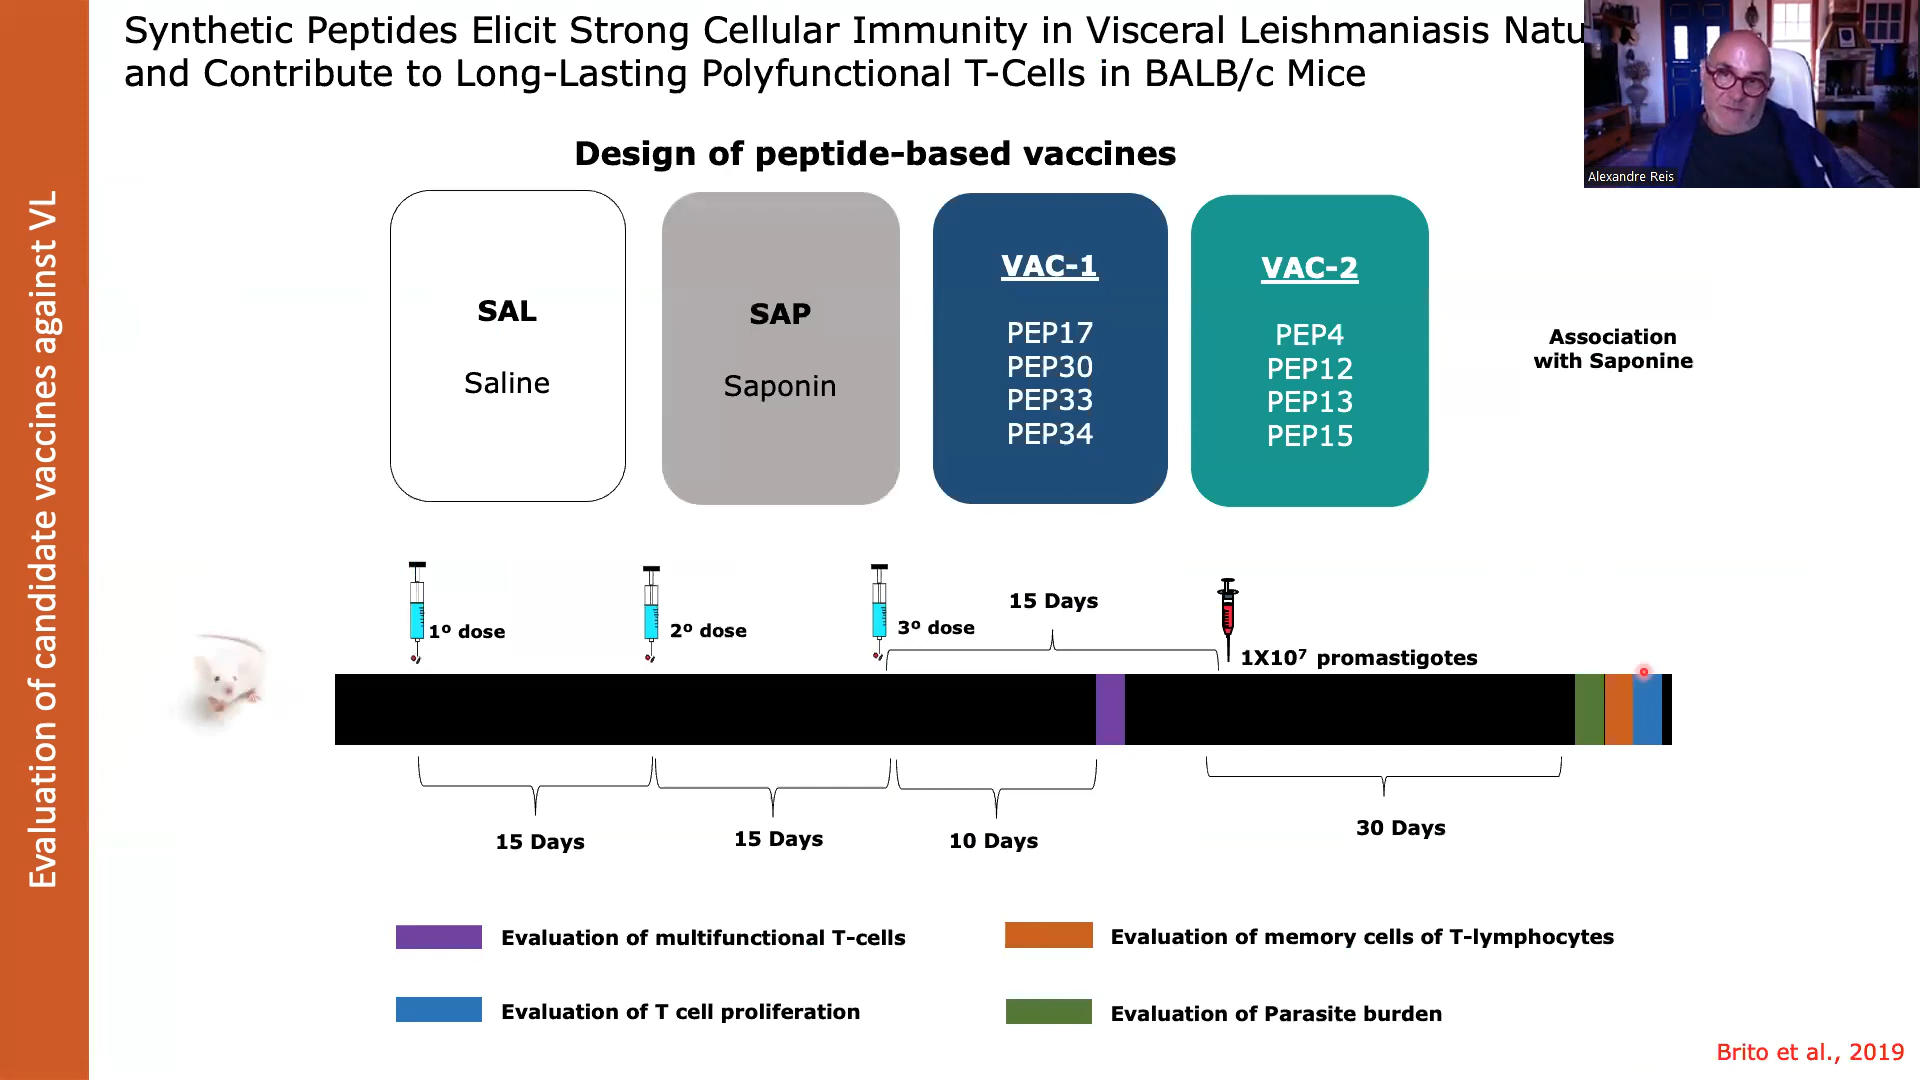 Synthetic Peptides Elicit Strong Cellular Immunity in Visceral Leishmaniasis Natu
and Contribute to Long-Lasting Polyfunctional T-Cells in BALB/c Mice
Alexandre Reis
Evaluation of candidate vaccines against VL
Design of peptide-based vaccines
SAL
Saline
SAP
Saponin
VAC-1
PEP17
PEP30
PEP33
PEP34
VAC-2
PEP4
PEP12
PEP13
PEP15
Association
with Saponine
1º dose
2º dose
3º dose
15 Days
1X10⁷ promastigotes
15 Days
15 Days
10 Days
30 Days
Evaluation of multifunctional T-cells
Evaluation of memory cells of T-lymphocytes
Evaluation of T cell proliferation
Evaluation of Parasite burden
Brito et al., 2019